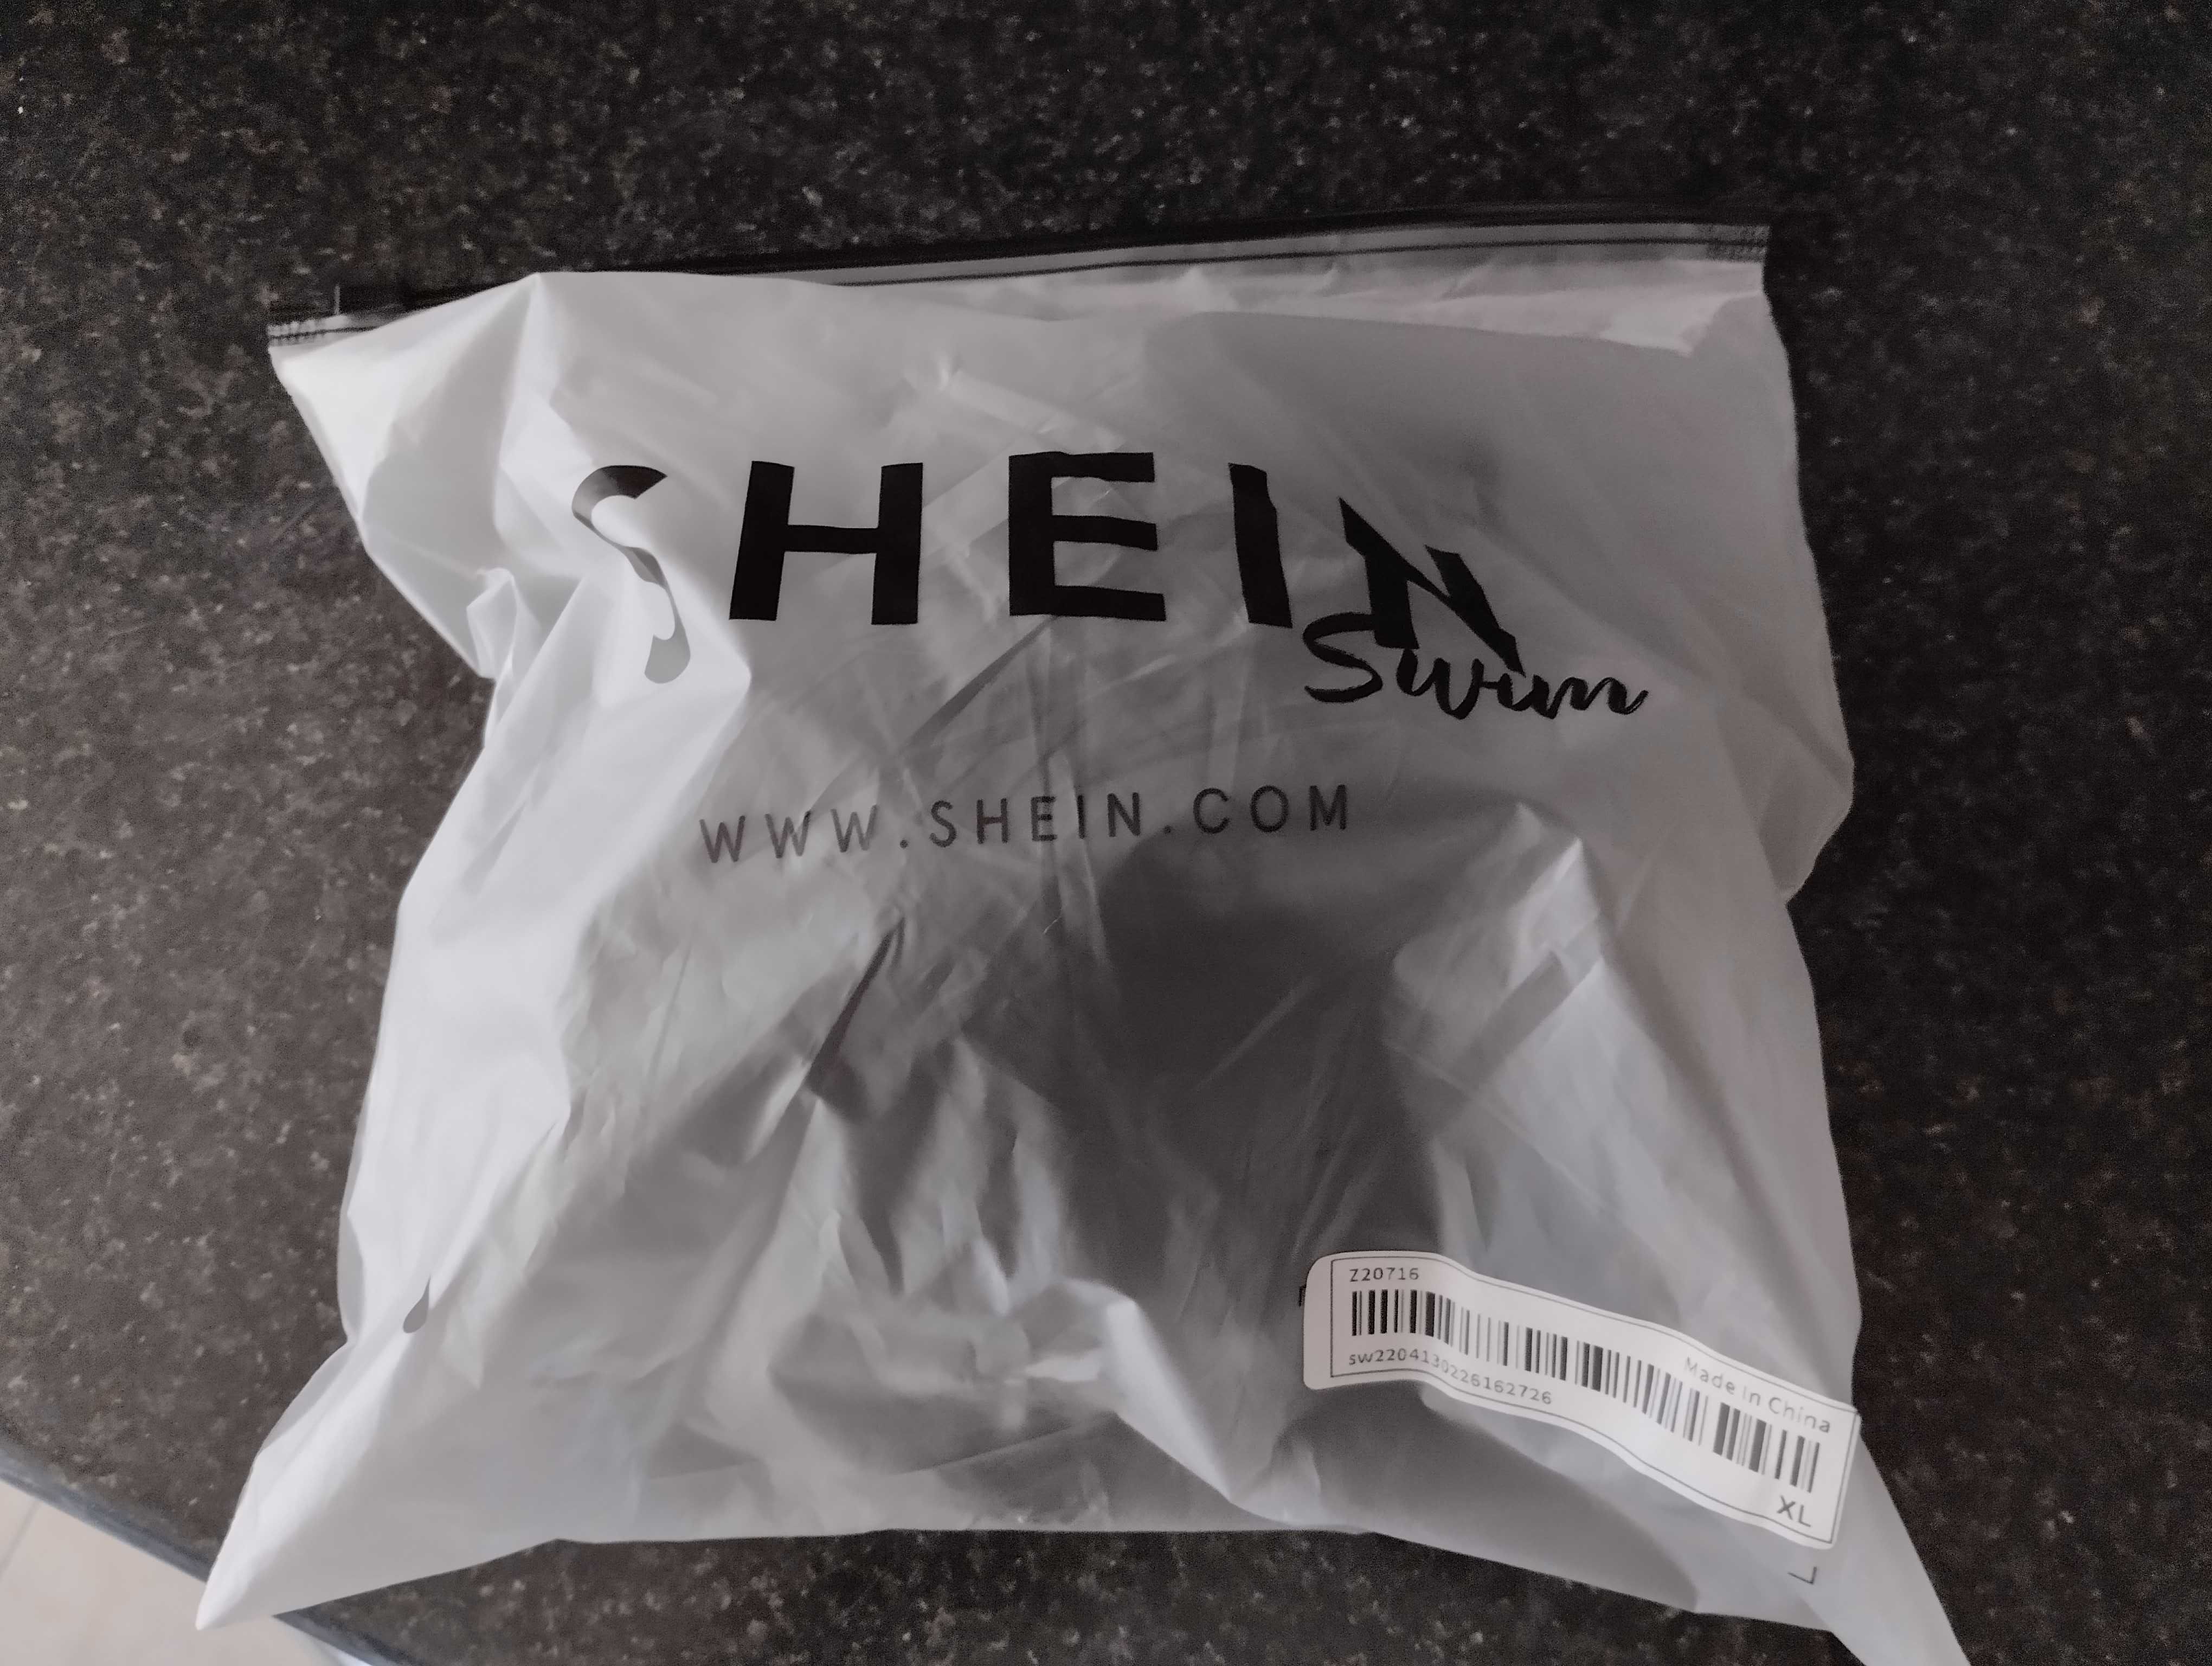 SHEIN
Swim
WWW.SHEIN.COM
Z20716
sw2204130226162726
Made In China
XL